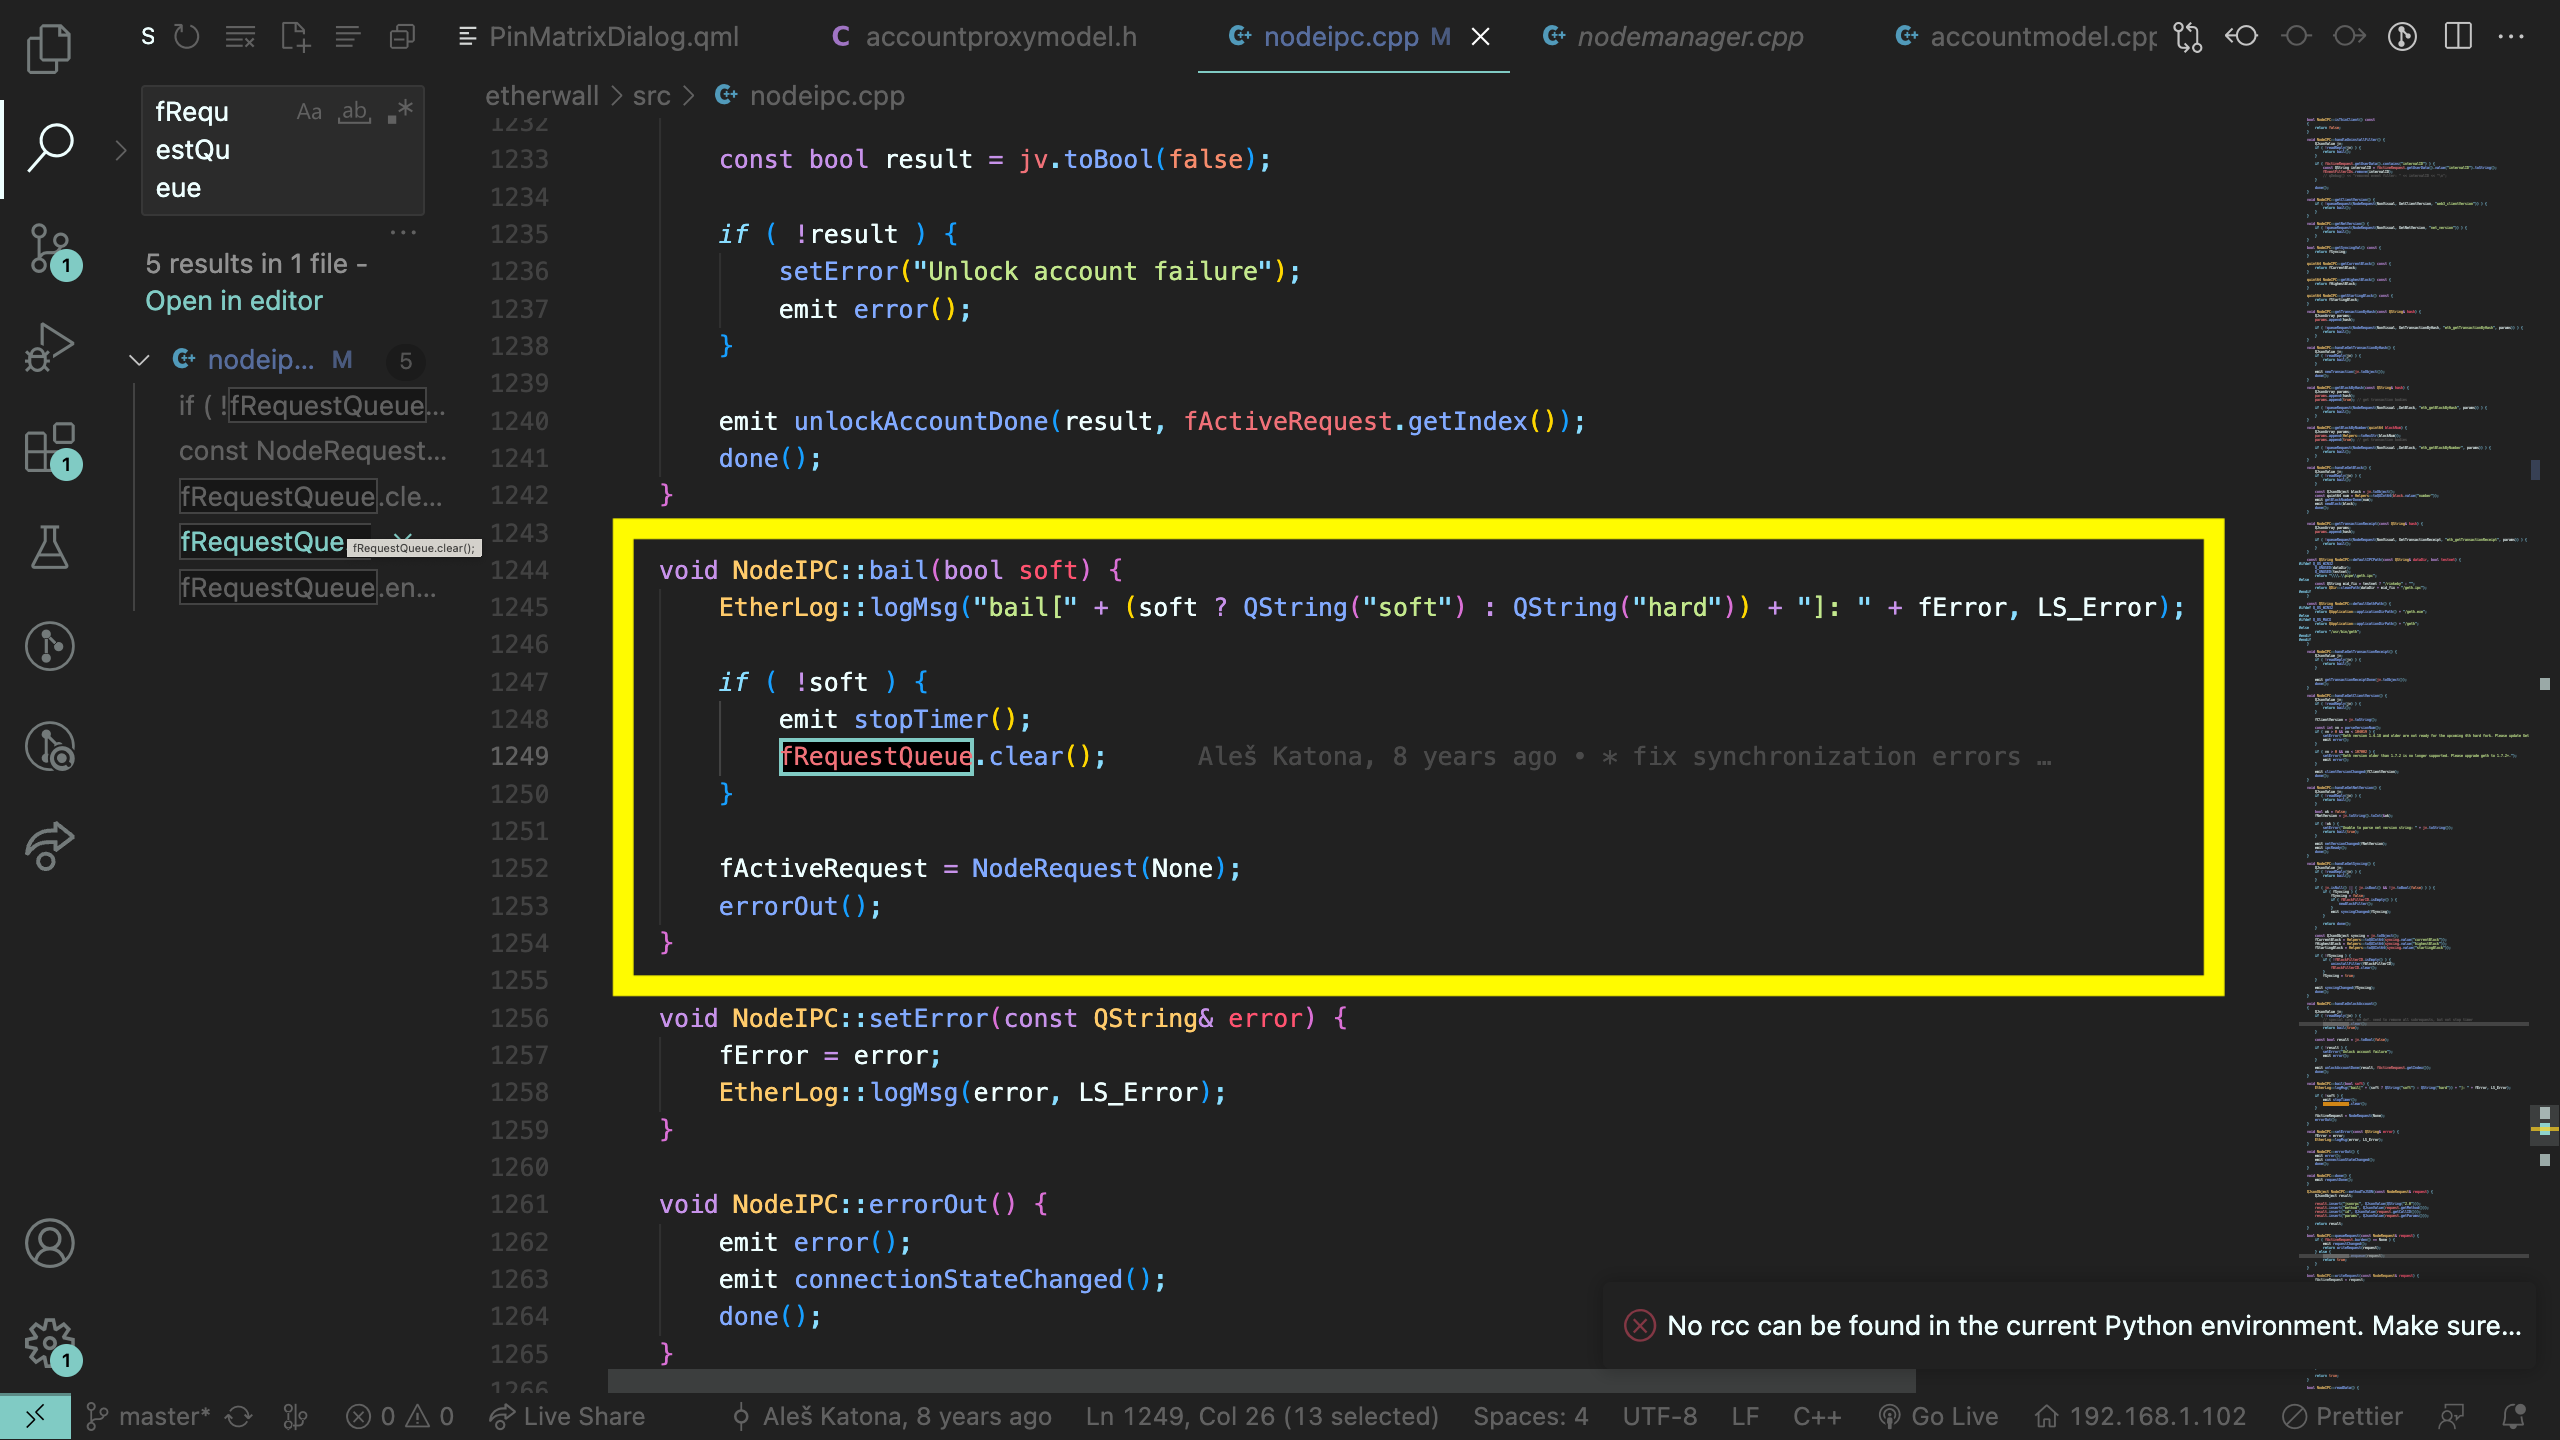 S
PinMatrixDialog.qml
accountproxymodel.h
nodeipc.cpp M
nodemanager.cpp
accountmodel.cpp
fRequ
estQu
eue
Aa ab .*
5 results in 1 file -
Open in editor
nodeip... M 5
if ( !fRequestQueue...
const NodeRequest...
fRequestQueue.cle...
fRequestQue
fRequestQueue.clear();
fRequestQueue.en...
1
1
1
etherwall > src > nodeipc.cpp
1232
1233 const bool result = jv.toBool(false);
1234
1235 if ( !result ) {
1236 setError("Unlock account failure");
1237 emit error();
1238 }
1239
1240 emit unlockAccountDone(result, fActiveRequest.getIndex());
1241 done();
1242 }
1243
1244 void NodeIPC::bail(bool soft) {
1245 EtherLog::logMsg("bail[" + (soft ? QString("soft") : QString("hard")) + "]: " + fError, LS_Error);
1246
1247 if ( !soft ) {
1248 emit stopTimer();
1249 fRequestQueue.clear(); Aleš Katona, 8 years ago • * fix synchronization errors …
1250 }
1251
1252 fActiveRequest = NodeRequest(None);
1253 errorOut();
1254 }
1255
1256 void NodeIPC::setError(const QString& error) {
1257 fError = error;
1258 EtherLog::logMsg(error, LS_Error);
1259 }
1260
1261 void NodeIPC::errorOut() {
1262 emit error();
1263 emit connectionStateChanged();
1264 done();
1265 }
1266
No rcc can be found in the current Python environment. Make sure...
master* 0 0 Live Share Aleš Katona, 8 years ago Ln 1249, Col 26 (13 selected) Spaces: 4 UTF-8 LF C++ Go Live 192.168.1.102 Prettier